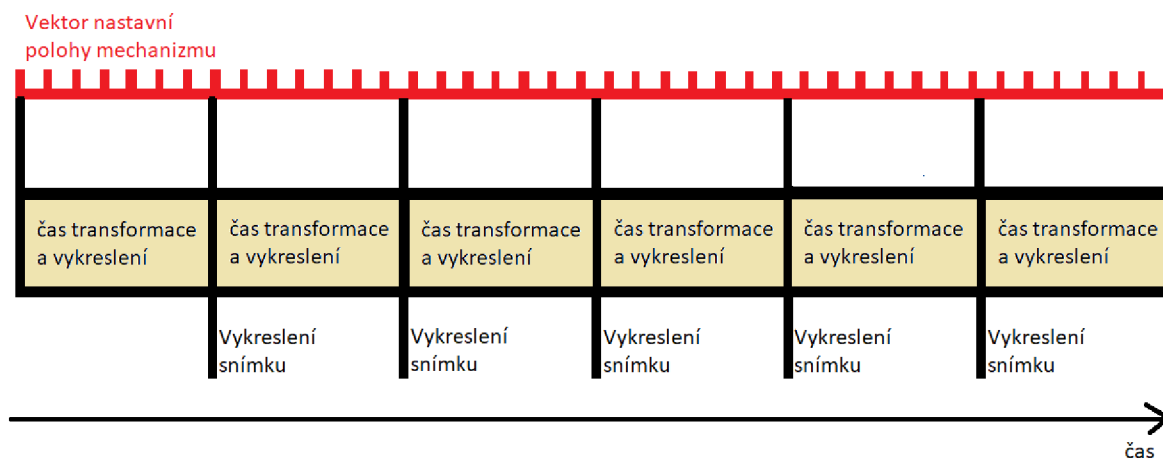 Vektor nastavní
polohy mechanizmu
čas transformace
a vykreslení
čas transformace
a vykreslení
čas transformace
a vykreslení
čas transformace
a vykreslení
čas transformace
a vykreslení
čas transformace
a vykreslení
Vykreslení
snímku
Vykreslení
snímku
Vykreslení
snímku
Vykreslení
snímku
Vykreslení
snímku
čas